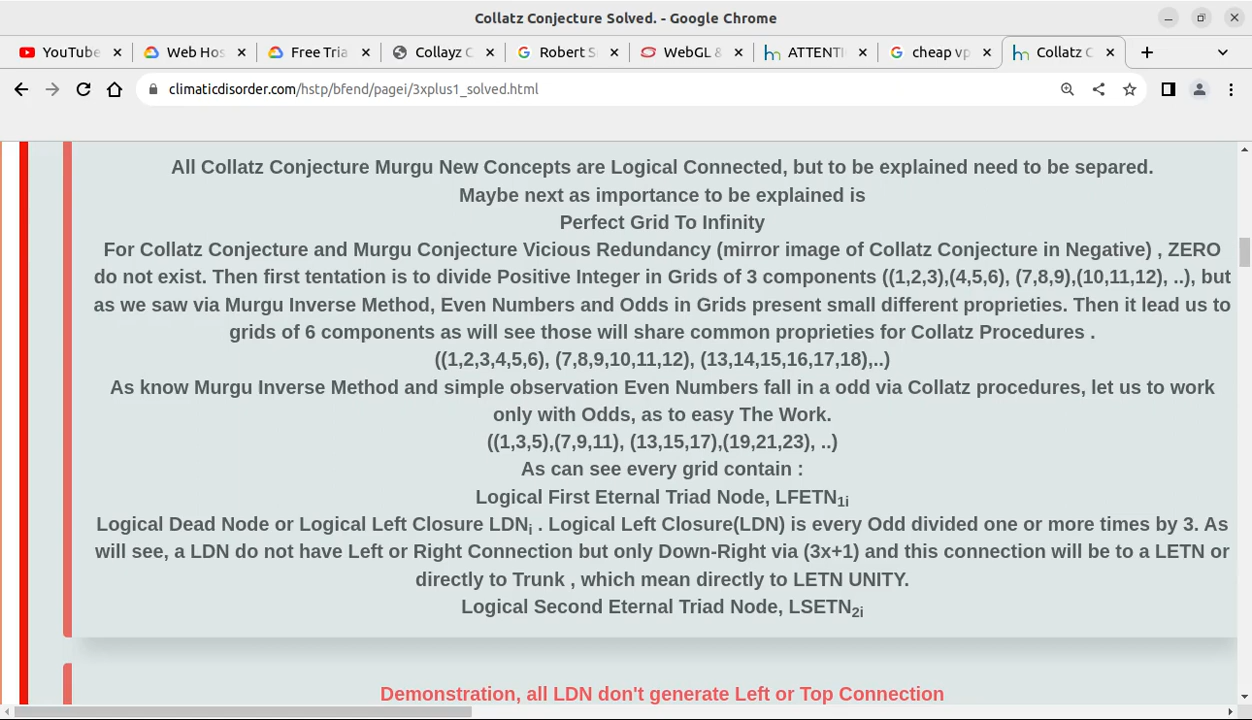 Collatz Conjecture Solved. - Google Chrome
YouTube
Web Hos
Free Tria
Collayz C
Robert S
WebGL &
ATTENTI
cheap vp
Collatz C
climaticdisorder.com/hstp/bfend/pagei/3xplus1_solved.html
All Collatz Conjecture Murgu New Concepts are Logical Connected, but to be explained need to be separated.
Maybe next as importance to be explained is
Perfect Grid To Infinity
For Collatz Conjecture and Murgu Conjecture Vicious Redundancy (mirror image of Collatz Conjecture in Negative) , ZERO
do not exist. Then first tentation is to divide Positive Integer in Grids of 3 components ((1,2,3),(4,5,6), (7,8,9),(10,11,12), ..), but
as we saw via Murgu Inverse Method, Even Numbers and Odds in Grids present small different proprieties. Then it lead us to
grids of 6 components as will see those will share common proprieties for Collatz Procedures .
((1,2,3,4,5,6), (7,8,9,10,11,12), (13,14,15,16,17,18),..)
As know Murgu Inverse Method and simple observation Even Numbers fall in a odd via Collatz procedures, let us to work
only with Odds, as to easy The Work.
((1,3,5),(7,9,11), (13,15,17),(19,21,23), ..)
As can see every grid contain :
Logical First Eternal Triad Node, LFETN1i
Logical Dead Node or Logical Left Closure LDNi . Logical Left Closure(LDN) is every Odd divided one or more times by 3. As
will see, a LDN do not have Left or Right Connection but only Down-Right via (3x+1) and this connection will be to a LETN or
directly to Trunk , which mean directly to LETN UNITY.
Logical Second Eternal Triad Node, LSETN2i
Demonstration, all LDN don't generate Left or Top Connection